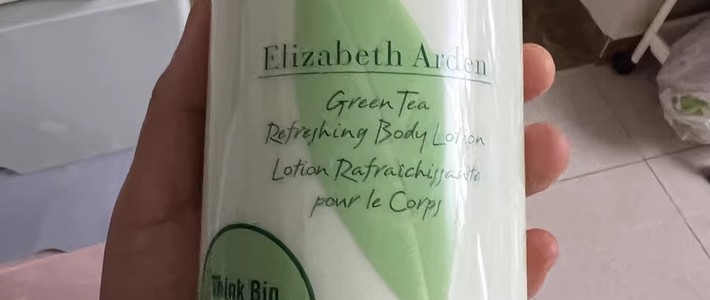 Elizabeth Arden
Green Tea
Refreshing Body Lotion
Lotion Rafraîchissante
pour le Corps
Think Big